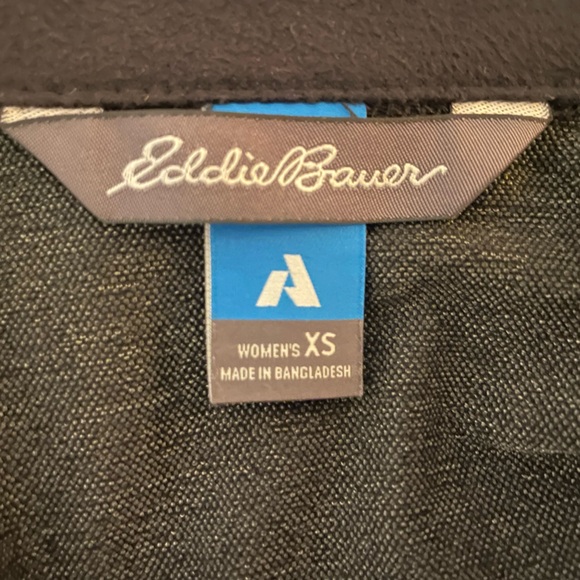 Eddie Bauer
WOMEN'S XS
MADE IN BANGLADESH